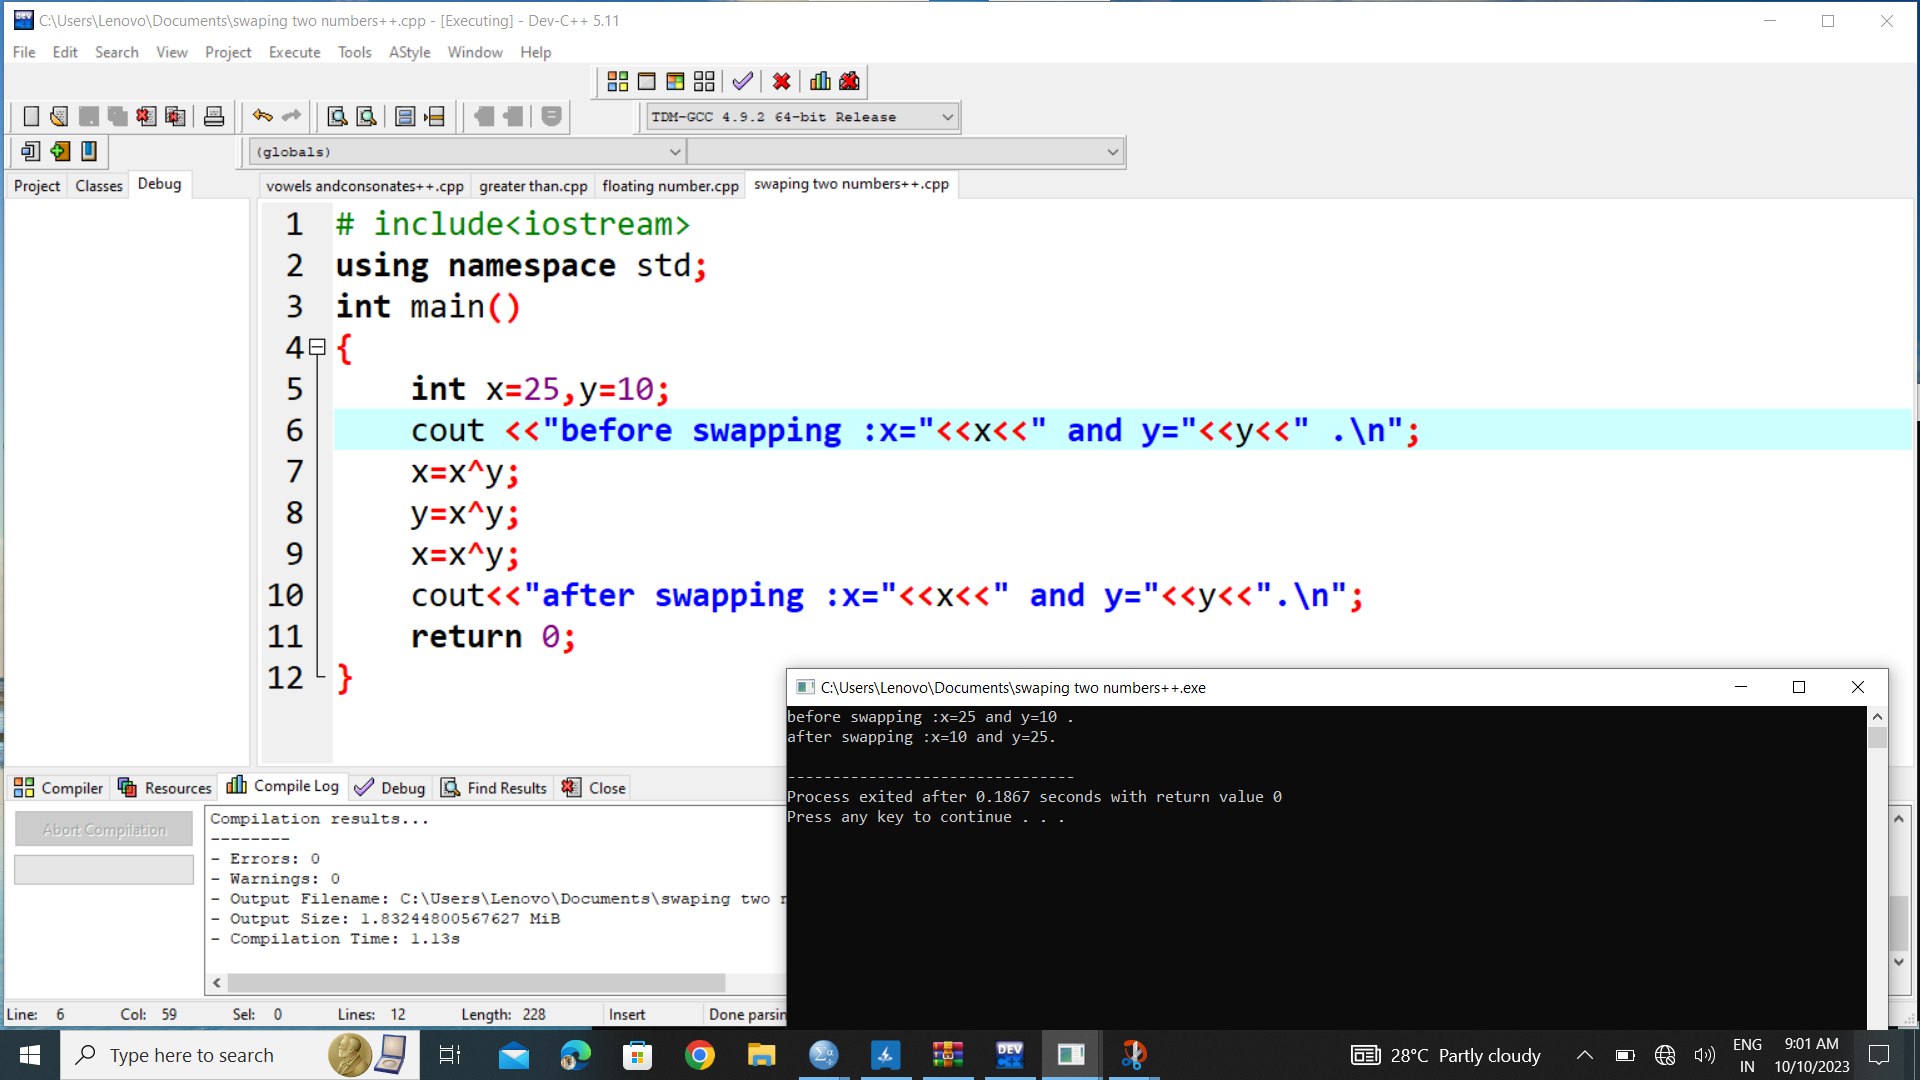 C:\Users\Lenovo\Documents\swaping two numbers++.cpp - [Executing] - Dev-C++ 5.11
File Edit Search View Project Execute Tools AStyle Window Help
TDM-GCC 4.9.2 64-bit Release
(globals)
Project Classes Debug
vowels andconsonates++.cpp greater than.cpp floating number.cpp swaping two numbers++.cpp
1 # include<iostream>
2 using namespace std;
3 int main()
4 {
5 int x=25,y=10;
6 cout <<"before swapping :x="<<x<<" and y="<<y<<" .\n";
7 x=x^y;
8 y=x^y;
9 x=x^y;
10 cout<<"after swapping :x="<<x<<" and y="<<y<<".\n";
11 return 0;
12 }
C:\Users\Lenovo\Documents\swaping two numbers++.exe
before swapping :x=25 and y=10 .
after swapping :x=10 and y=25.
--------------------------------
Process exited after 0.1867 seconds with return value 0
Press any key to continue . . .
Compiler Resources Compile Log Debug Find Results Close
Abort Compilation
Compilation results...
--------
- Errors: 0
- Warnings: 0
- Output Filename: C:\Users\Lenovo\Documents\swaping two
- Output Size: 1.83244800567627 MiB
- Compilation Time: 1.13s
Line: 6 Col: 59 Sel: 0 Lines: 12 Length: 228 Insert Done parsin
Type here to search
DEV
28°C Partly cloudy
ENG
IN
9:01 AM
10/10/2023